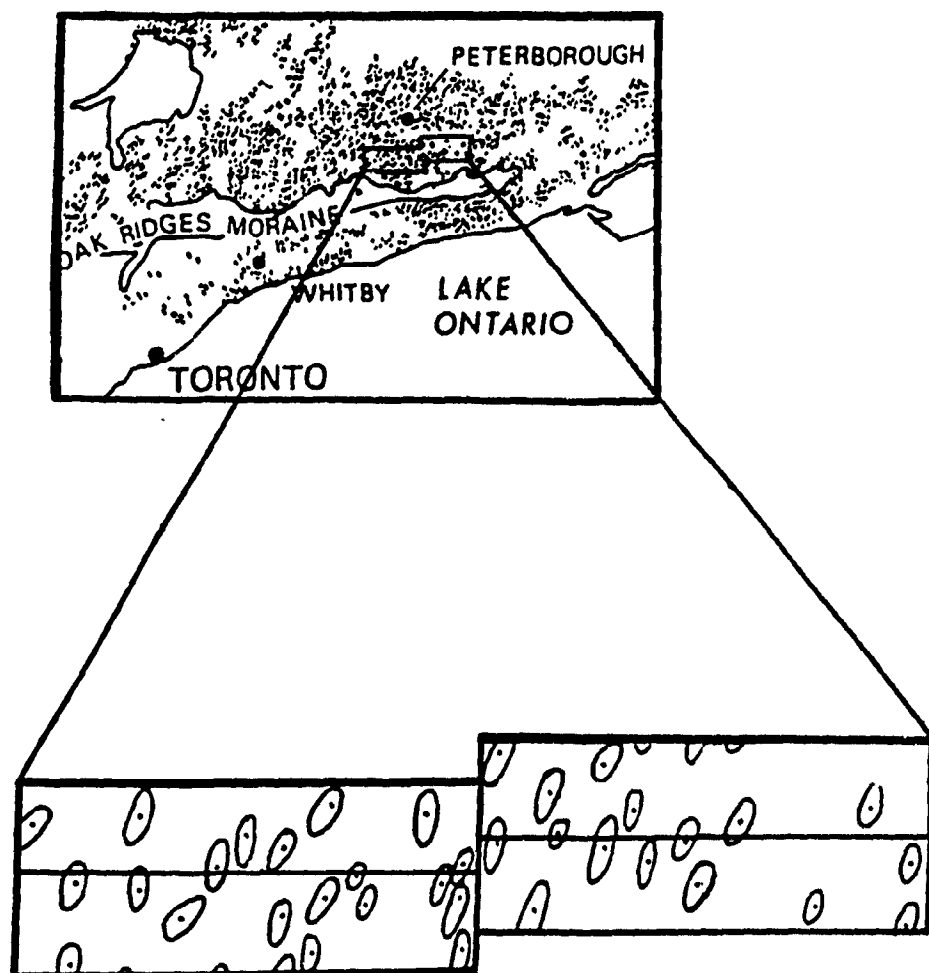 PETERBOROUGH
OAK RIDGES MORAINE
WHITBY
LAKE
ONTARIO
TORONTO